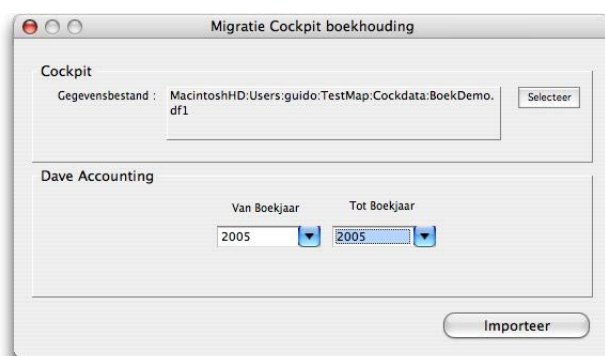 Migratie Cockpit boekhouding
Cockpit
Gegevensbestand :
MacintoshHD:Users:guido:TestMap:Cockdata:BoekDemo.
df1
Selecteer
Dave Accounting
Van Boekjaar
Tot Boekjaar
2005
2005
Importeer